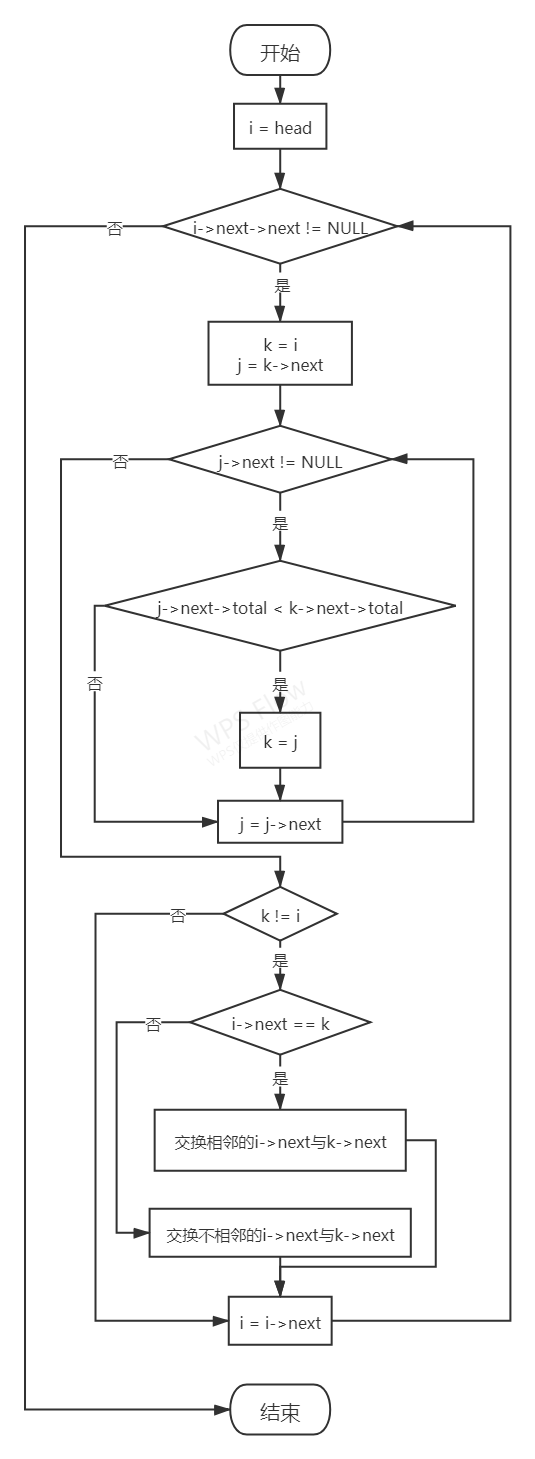 开始
i = head
i->next->next != NULL
否
是
k = i
j = k->next
j->next != NULL
否
是
j->next->total < k->next->total
否
是
WPS Flow
k = j
j = j->next
k != i
否
是
i->next == k
否
是
交换相邻的i->next与k->next
交换不相邻的i->next与k->next
i = i->next
结束